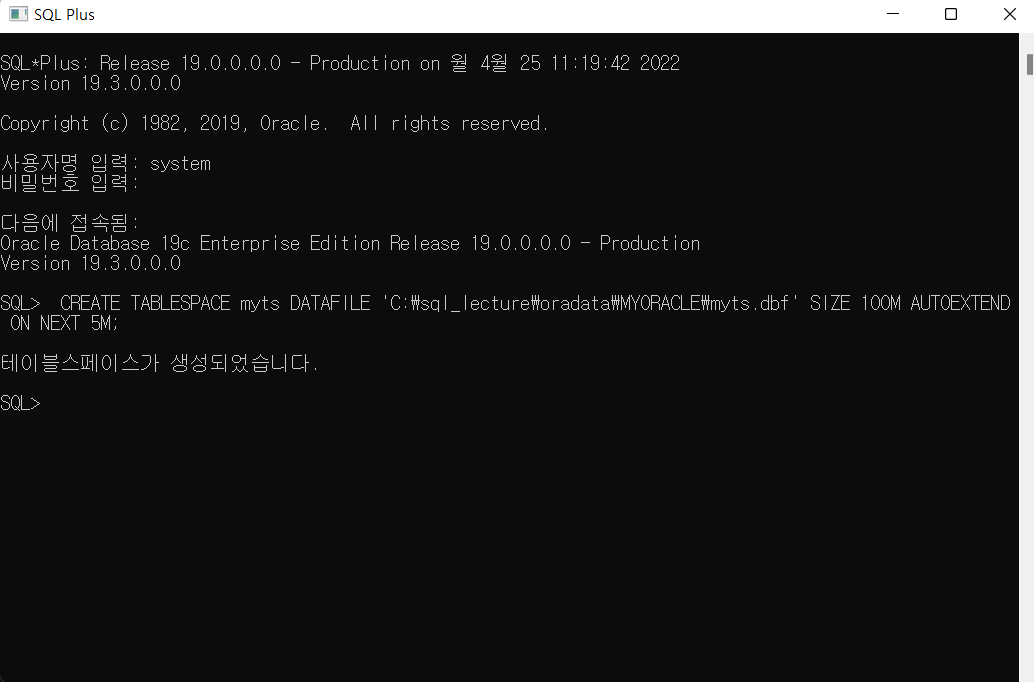 SQL Plus
SQL*Plus: Release 19.0.0.0.0 - Production on 월 4월 25 11:19:42 2022
Version 19.3.0.0.0
Copyright (c) 1982, 2019, Oracle.  All rights reserved.
사용자명 입력: system
비밀번호 입력:
다음에 접속됨:
Oracle Database 19c Enterprise Edition Release 19.0.0.0.0 - Production
Version 19.3.0.0.0
SQL>  CREATE TABLESPACE myts DATAFILE 'C:₩sql_lecture₩oradata₩MYORACLE₩myts.dbf' SIZE 100M AUTOEXTEND
ON NEXT 5M;
테이블스페이스가 생성되었습니다.
SQL>